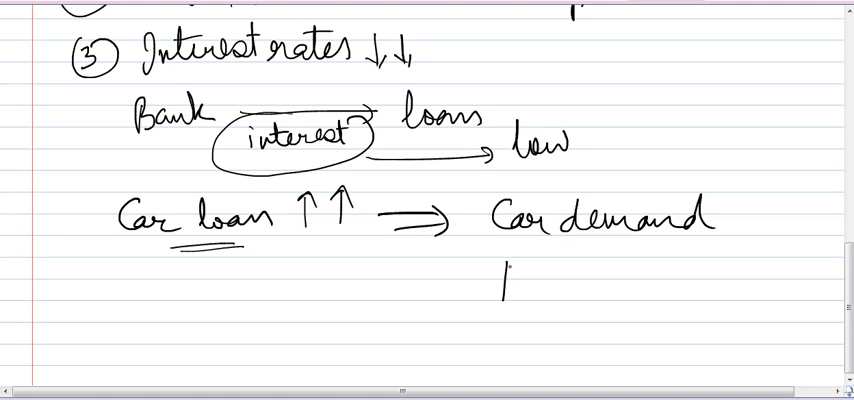 ③ Interest rates ↓↓
Bank → loans
interest → low
Car loan ↑↑ ⇒ Car demand